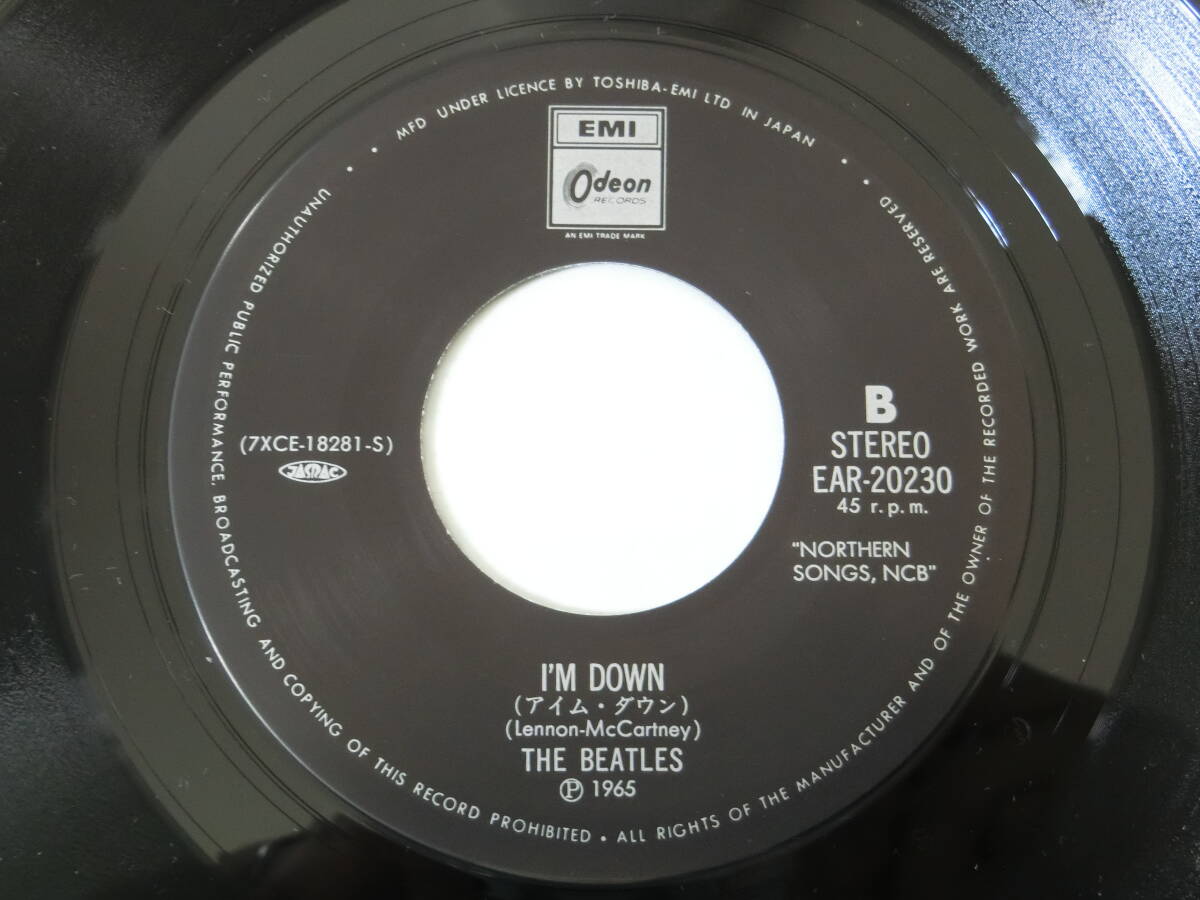 MFD UNDER LICENCE BY TOSHIBA-EMI LTD IN JAPAN
EMI
Odeon
RECORDS
AN EMI TRADE MARK
(7XCE-18281-S)
JASRAC
B
STEREO
EAR-20230
45 r.p.m.
"NORTHERN
SONGS, NCB"
I'M DOWN
(アイム・ダウン)
(Lennon-McCartney)
THE BEATLES
Ⓟ 1965
UNAUTHORIZED PUBLIC PERFORMANCE, BROADCASTING AND COPYING OF THIS RECORD PROHIBITED • ALL RIGHTS OF THE MANUFACTURER AND OF THE OWNER OF THE RECORDED WORK ARE RESERVED